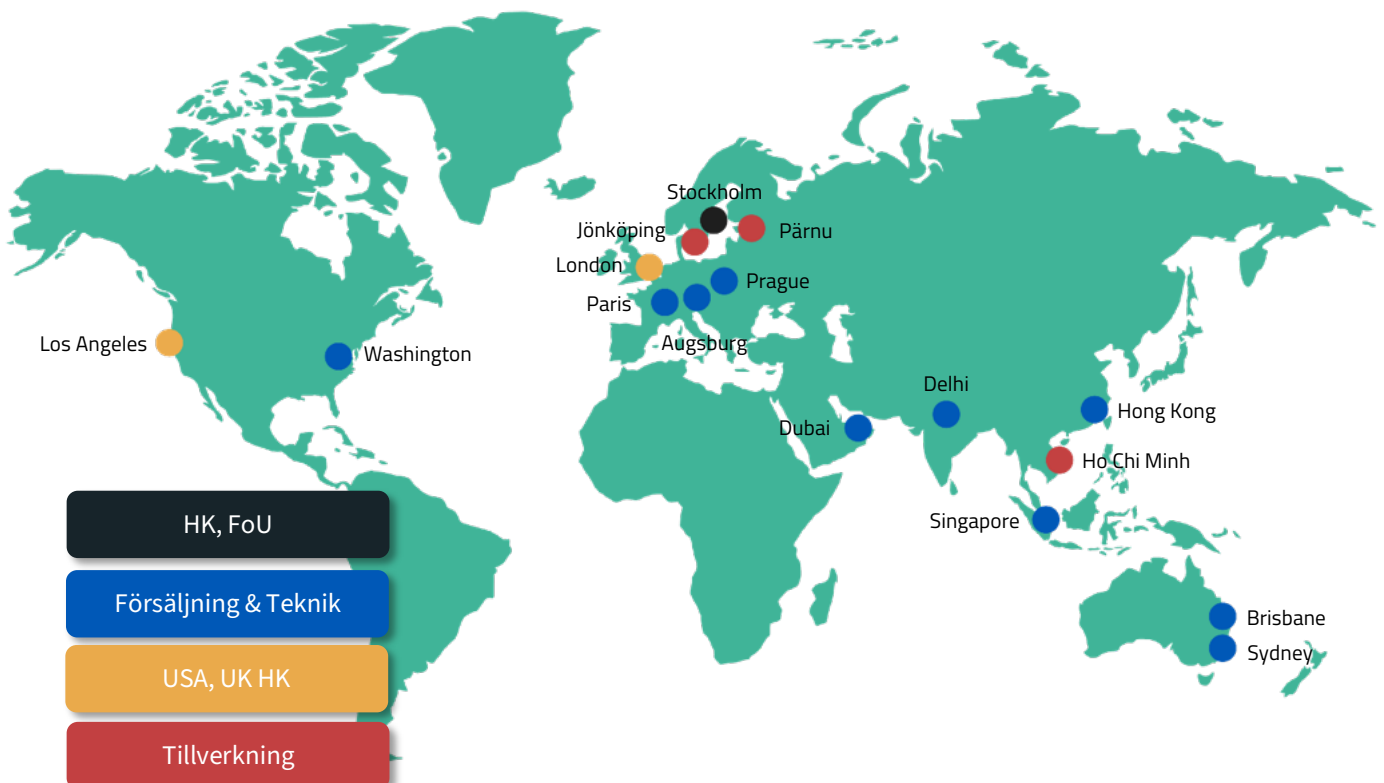 Stockholm
Jönköping
Pärnu
London
Prague
Paris
Augsburg
Los Angeles
Washington
Delhi
Hong Kong
Dubai
Ho Chi Minh
Singapore
Brisbane
Sydney
HK, FoU
Försäljning & Teknik
USA, UK HK
Tillverkning